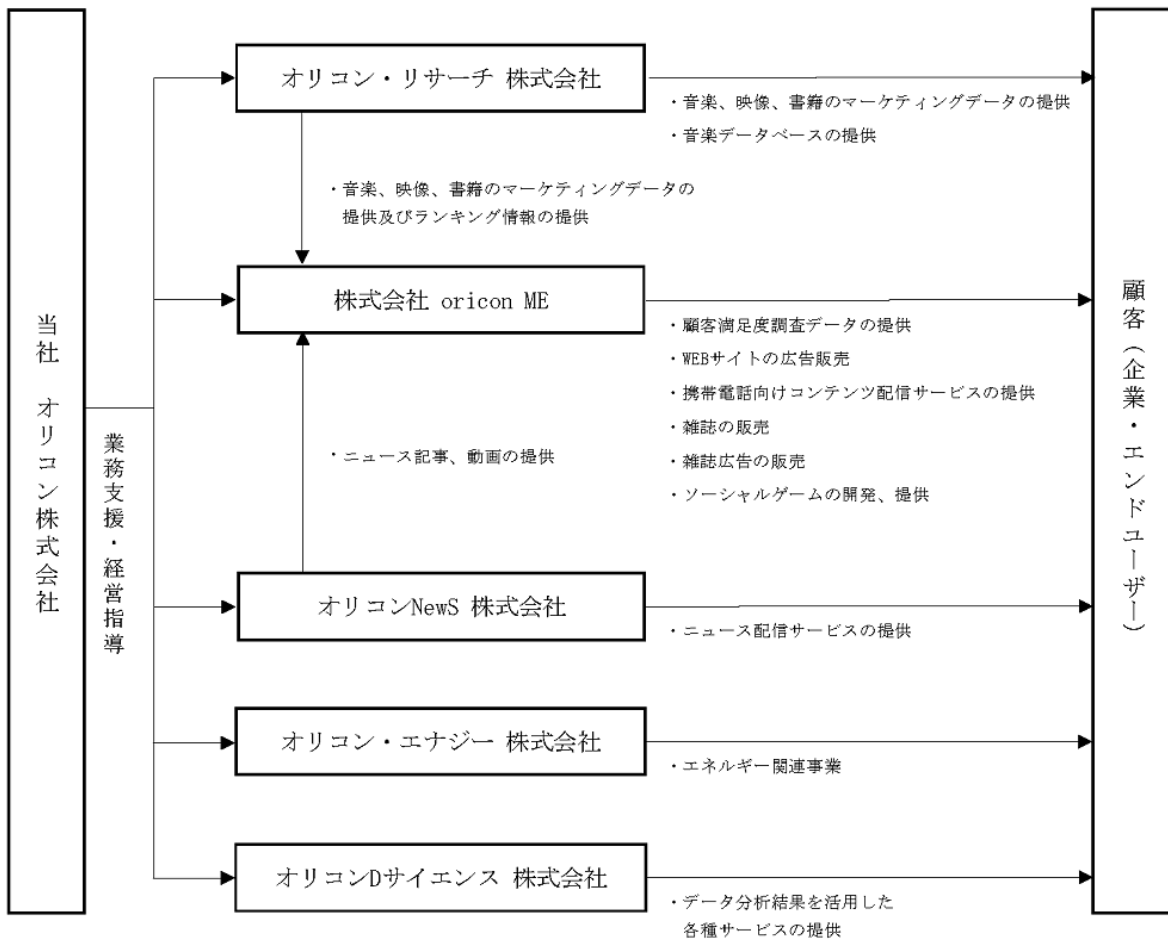 当社 オリコン株式会社
業務支援・経営指導
オリコン・リサーチ 株式会社
・音楽、映像、書籍のマーケティングデータの提供
・音楽データベースの提供
・音楽、映像、書籍のマーケティングデータの
提供及びランキング情報の提供
株式会社 oricon ME
・顧客満足度調査データの提供
・WEBサイトの広告販売
・携帯電話向けコンテンツ配信サービスの提供
・雑誌の販売
・雑誌広告の販売
・ソーシャルゲームの開発、提供
・ニュース記事、動画の提供
オリコンNewS 株式会社
・ニュース配信サービスの提供
オリコン・エナジー 株式会社
・エネルギー関連事業
オリコンDサイエンス 株式会社
・データ分析結果を活用した
各種サービスの提供
顧客(企業・エンドユーザー)